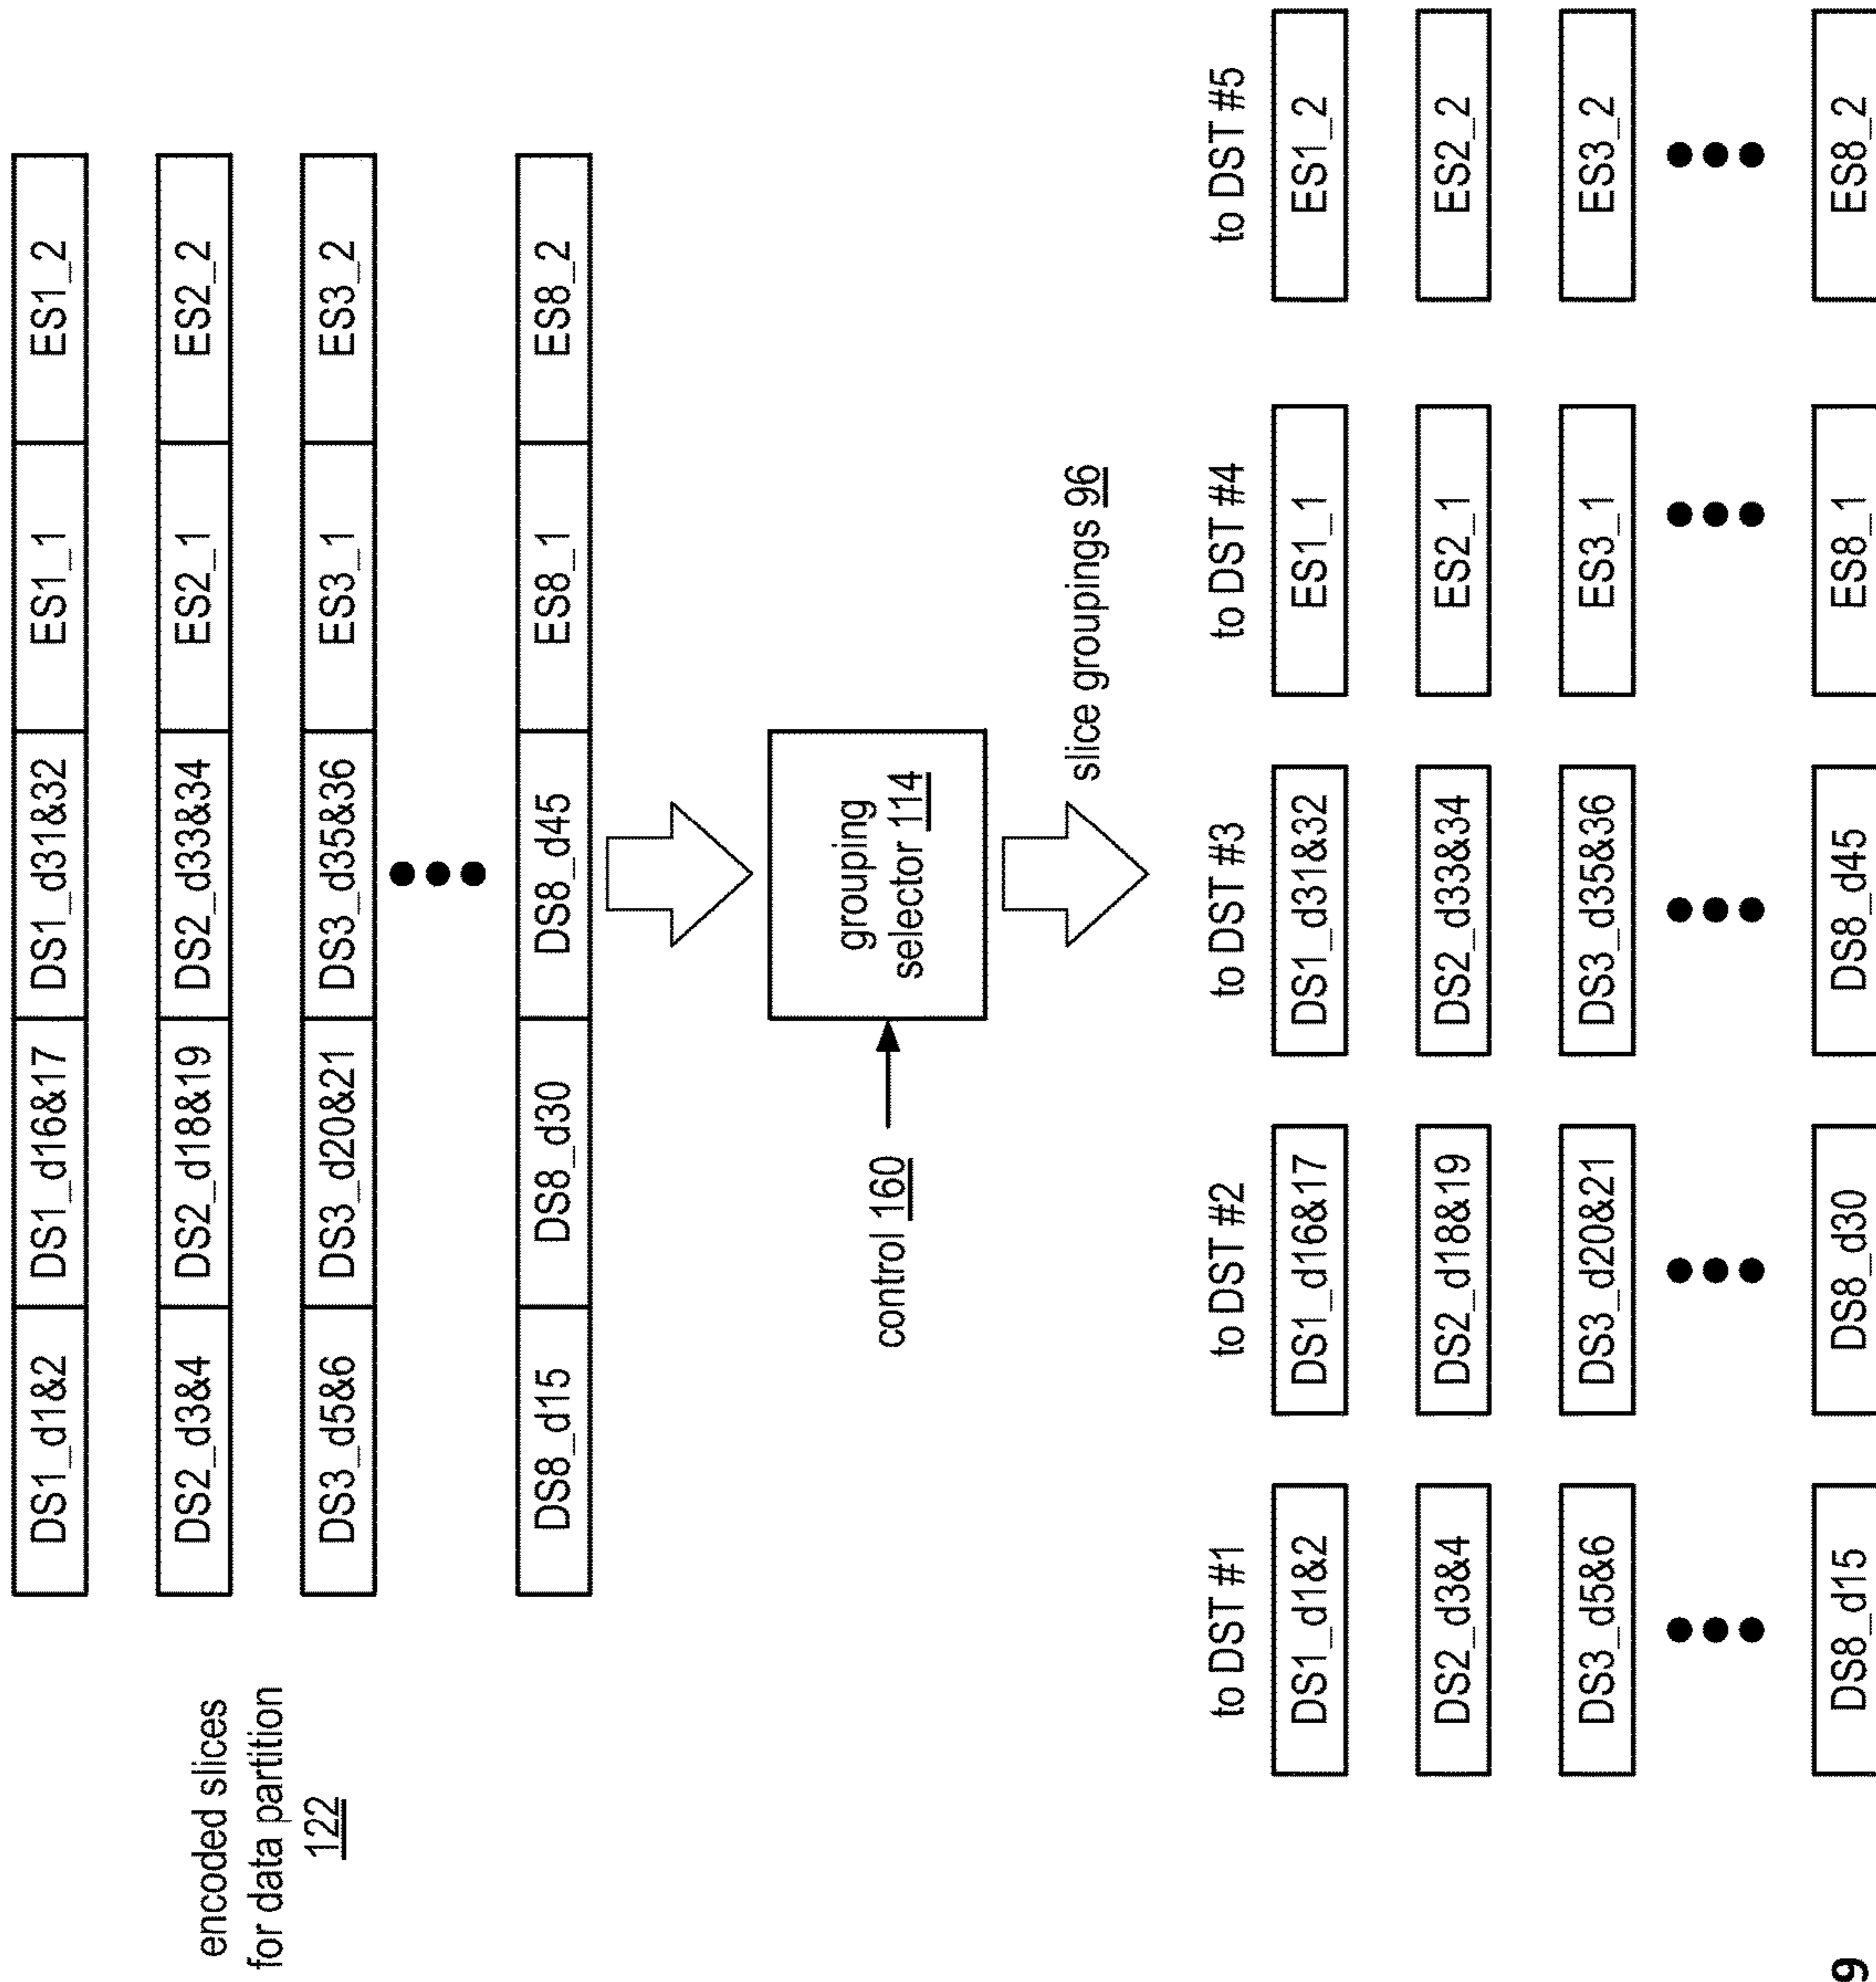 encoded slices
for data partition
122
DS1_d1&2 DS1_d16&17 DS1_d31&32 ES1_1 ES1_2
DS2_d3&4 DS2_d18&19 DS2_d33&34 ES2_1 ES2_2
DS3_d5&6 DS3_d20&21 DS3_d35&36 ES3_1 ES3_2
DS8_d15 DS8_d30 DS8_d45 ES8_1 ES8_2
control 160
grouping
selector 114
slice groupings 96
to DST #1 to DST #2 to DST #3 to DST #4 to DST #5
DS1_d1&2 DS1_d16&17 DS1_d31&32 ES1_1 ES1_2
DS2_d3&4 DS2_d18&19 DS2_d33&34 ES2_1 ES2_2
DS3_d5&6 DS3_d20&21 DS3_d35&36 ES3_1 ES3_2
DS8_d15 DS8_d30 DS8_d45 ES8_1 ES8_2
9